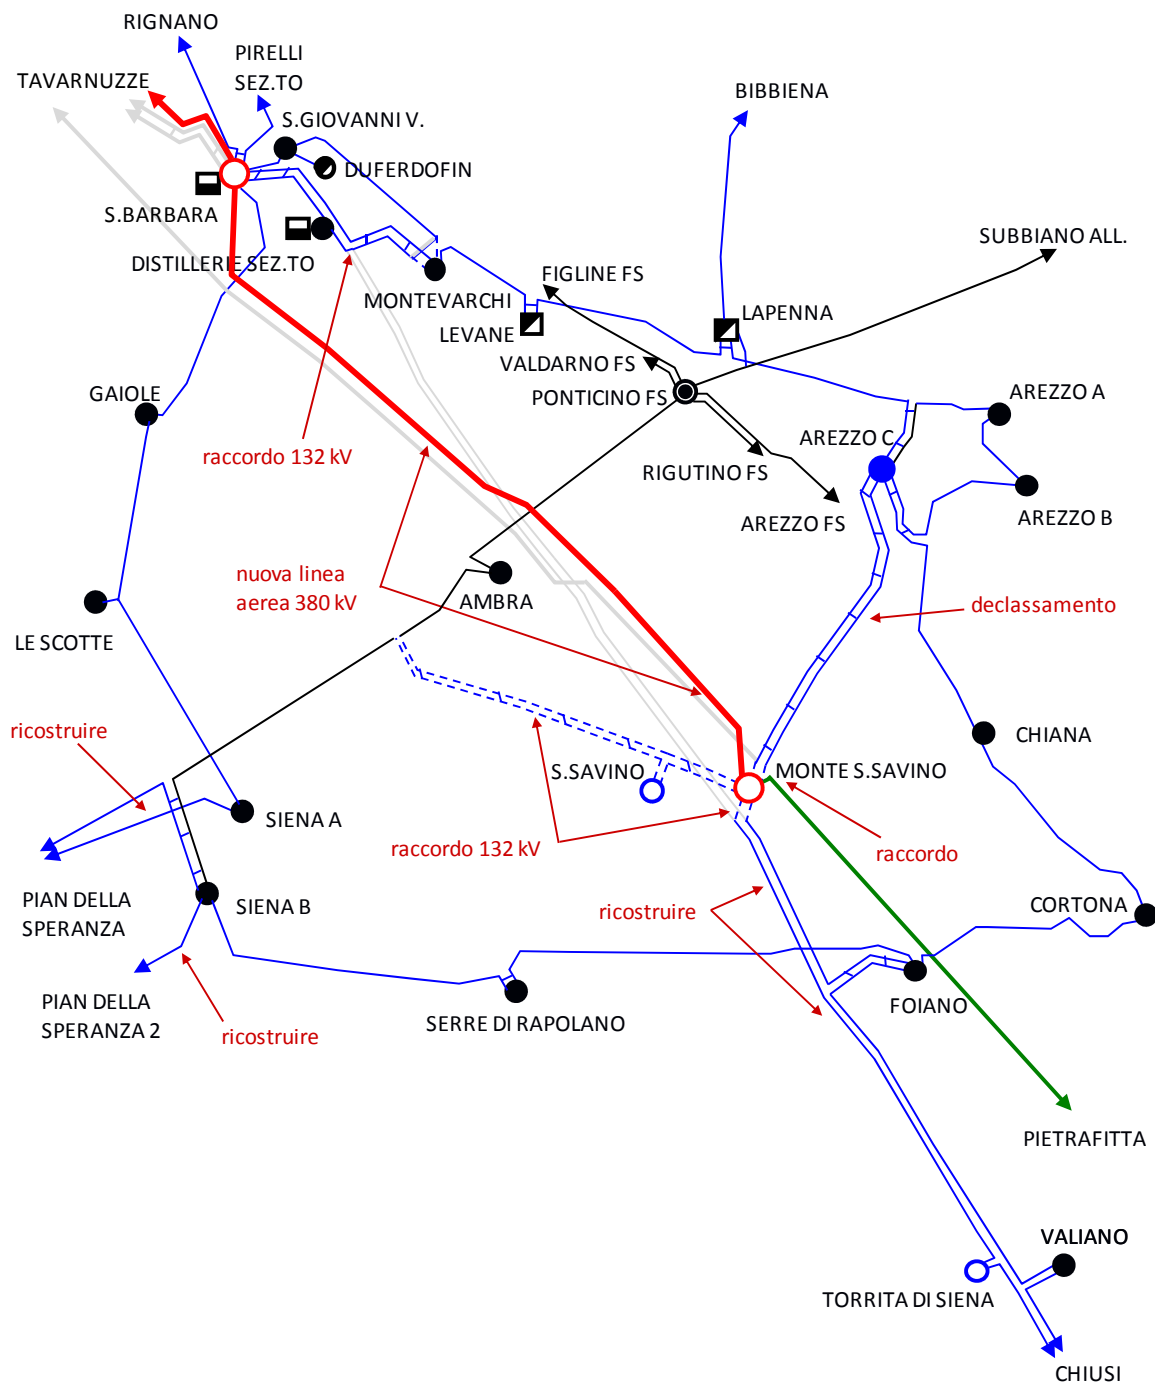 RIGNANO
PIRELLI
SEZ.TO
TAVARNUZZE
BIBBIENA
S.GIOVANNI V.
DUFERDOFIN
S.BARBARA
SUBBIANO ALL.
DISTILLERIE SEZ.TO
FIGLINE FS
MONTEVARCHI
LAPENNA
LEVANE
VALDARNO FS
PONTICINO FS
GAIOLE
AREZZO A
AREZZO C
raccordo 132 kV
RIGUTINO FS
AREZZO B
AREZZO FS
nuova linea
aerea 380 kV
AMBRA
declassamento
LE SCOTTE
ricostruire
CHIANA
S.SAVINO
MONTE S.SAVINO
SIENA A
raccordo 132 kV
raccordo
PIAN DELLA
SPERANZA
SIENA B
ricostruire
CORTONA
PIAN DELLA
SPERANZA 2
FOIANO
SERRE DI RAPOLANO
ricostruire
PIETRAFITTA
VALIANO
TORRITA DI SIENA
CHIUSI